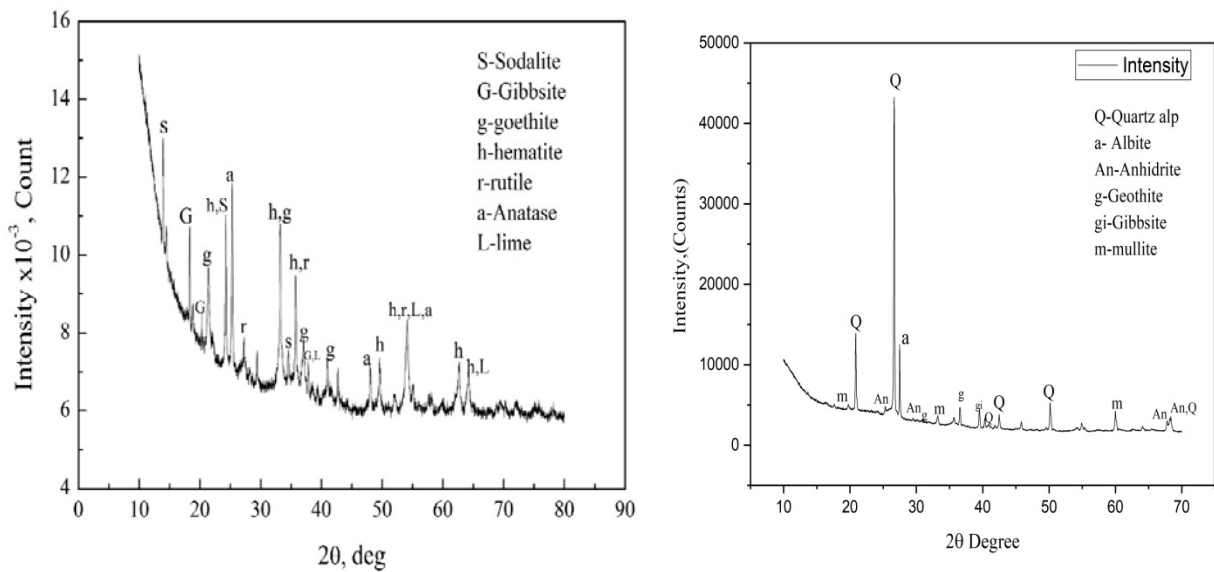 16
14
12
10
8
6
4
0
10
20
30
40
50
60
70
80
90
Intensity x10⁻³, Count
2θ, deg
S-Sodalite
G-Gibbsite
g-goethite
h-hematite
r-rutile
a-Anatase
L-lime
S
G
G
g
h,S
a
r
h,g
s
h,r
g
G,L
g
a
h
h,r,L,a
h
h,L
50000
40000
30000
20000
10000
0
10
20
30
40
50
60
70
Intensity,(Counts)
2θ Degree
Intensity
Q-Quartz alp
a- Albite
An-Anhidrite
g-Geothite
gi-Gibbsite
m-mullite
m
Q
An
Q
a
An
g
m
g
gi
Q
Q
Q
m
An
An,Q